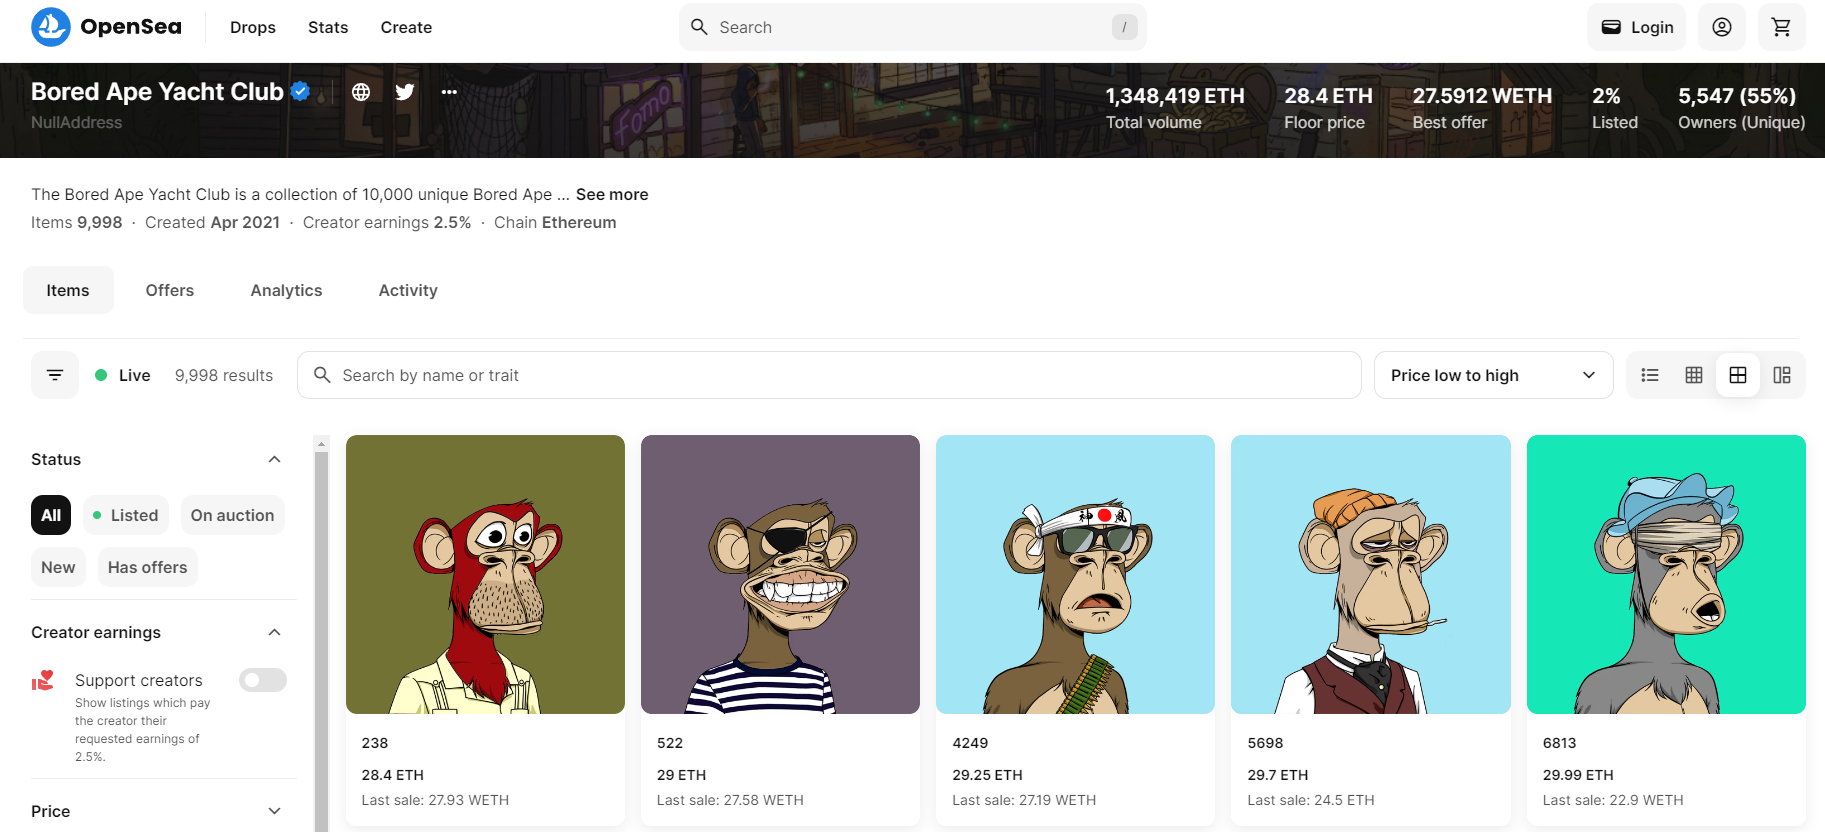 OpenSea
Drops
Stats
Create
Search
/
Login
Bored Ape Yacht Club
NullAddress
fomo
1,348,419 ETH
Total volume
28.4 ETH
Floor price
27.5912 WETH
Best offer
2%
Listed
5,547 (55%)
Owners (Unique)
The Bored Ape Yacht Club is a collection of 10,000 unique Bored Ape ... See more
Items 9,998 · Created Apr 2021 · Creator earnings 2.5% · Chain Ethereum
Items
Offers
Analytics
Activity
Live
9,998 results
Search by name or trait
Price low to high
Status
All
Listed
On auction
New
Has offers
Creator earnings
Support creators
Show listings which pay
the creator their
requested earnings of
2.5%.
Price
神 風
238
28.4 ETH
Last sale: 27.93 WETH
522
29 ETH
Last sale: 27.58 WETH
4249
29.25 ETH
Last sale: 27.19 WETH
5698
29.7 ETH
Last sale: 24.5 ETH
6813
29.99 ETH
Last sale: 22.9 WETH